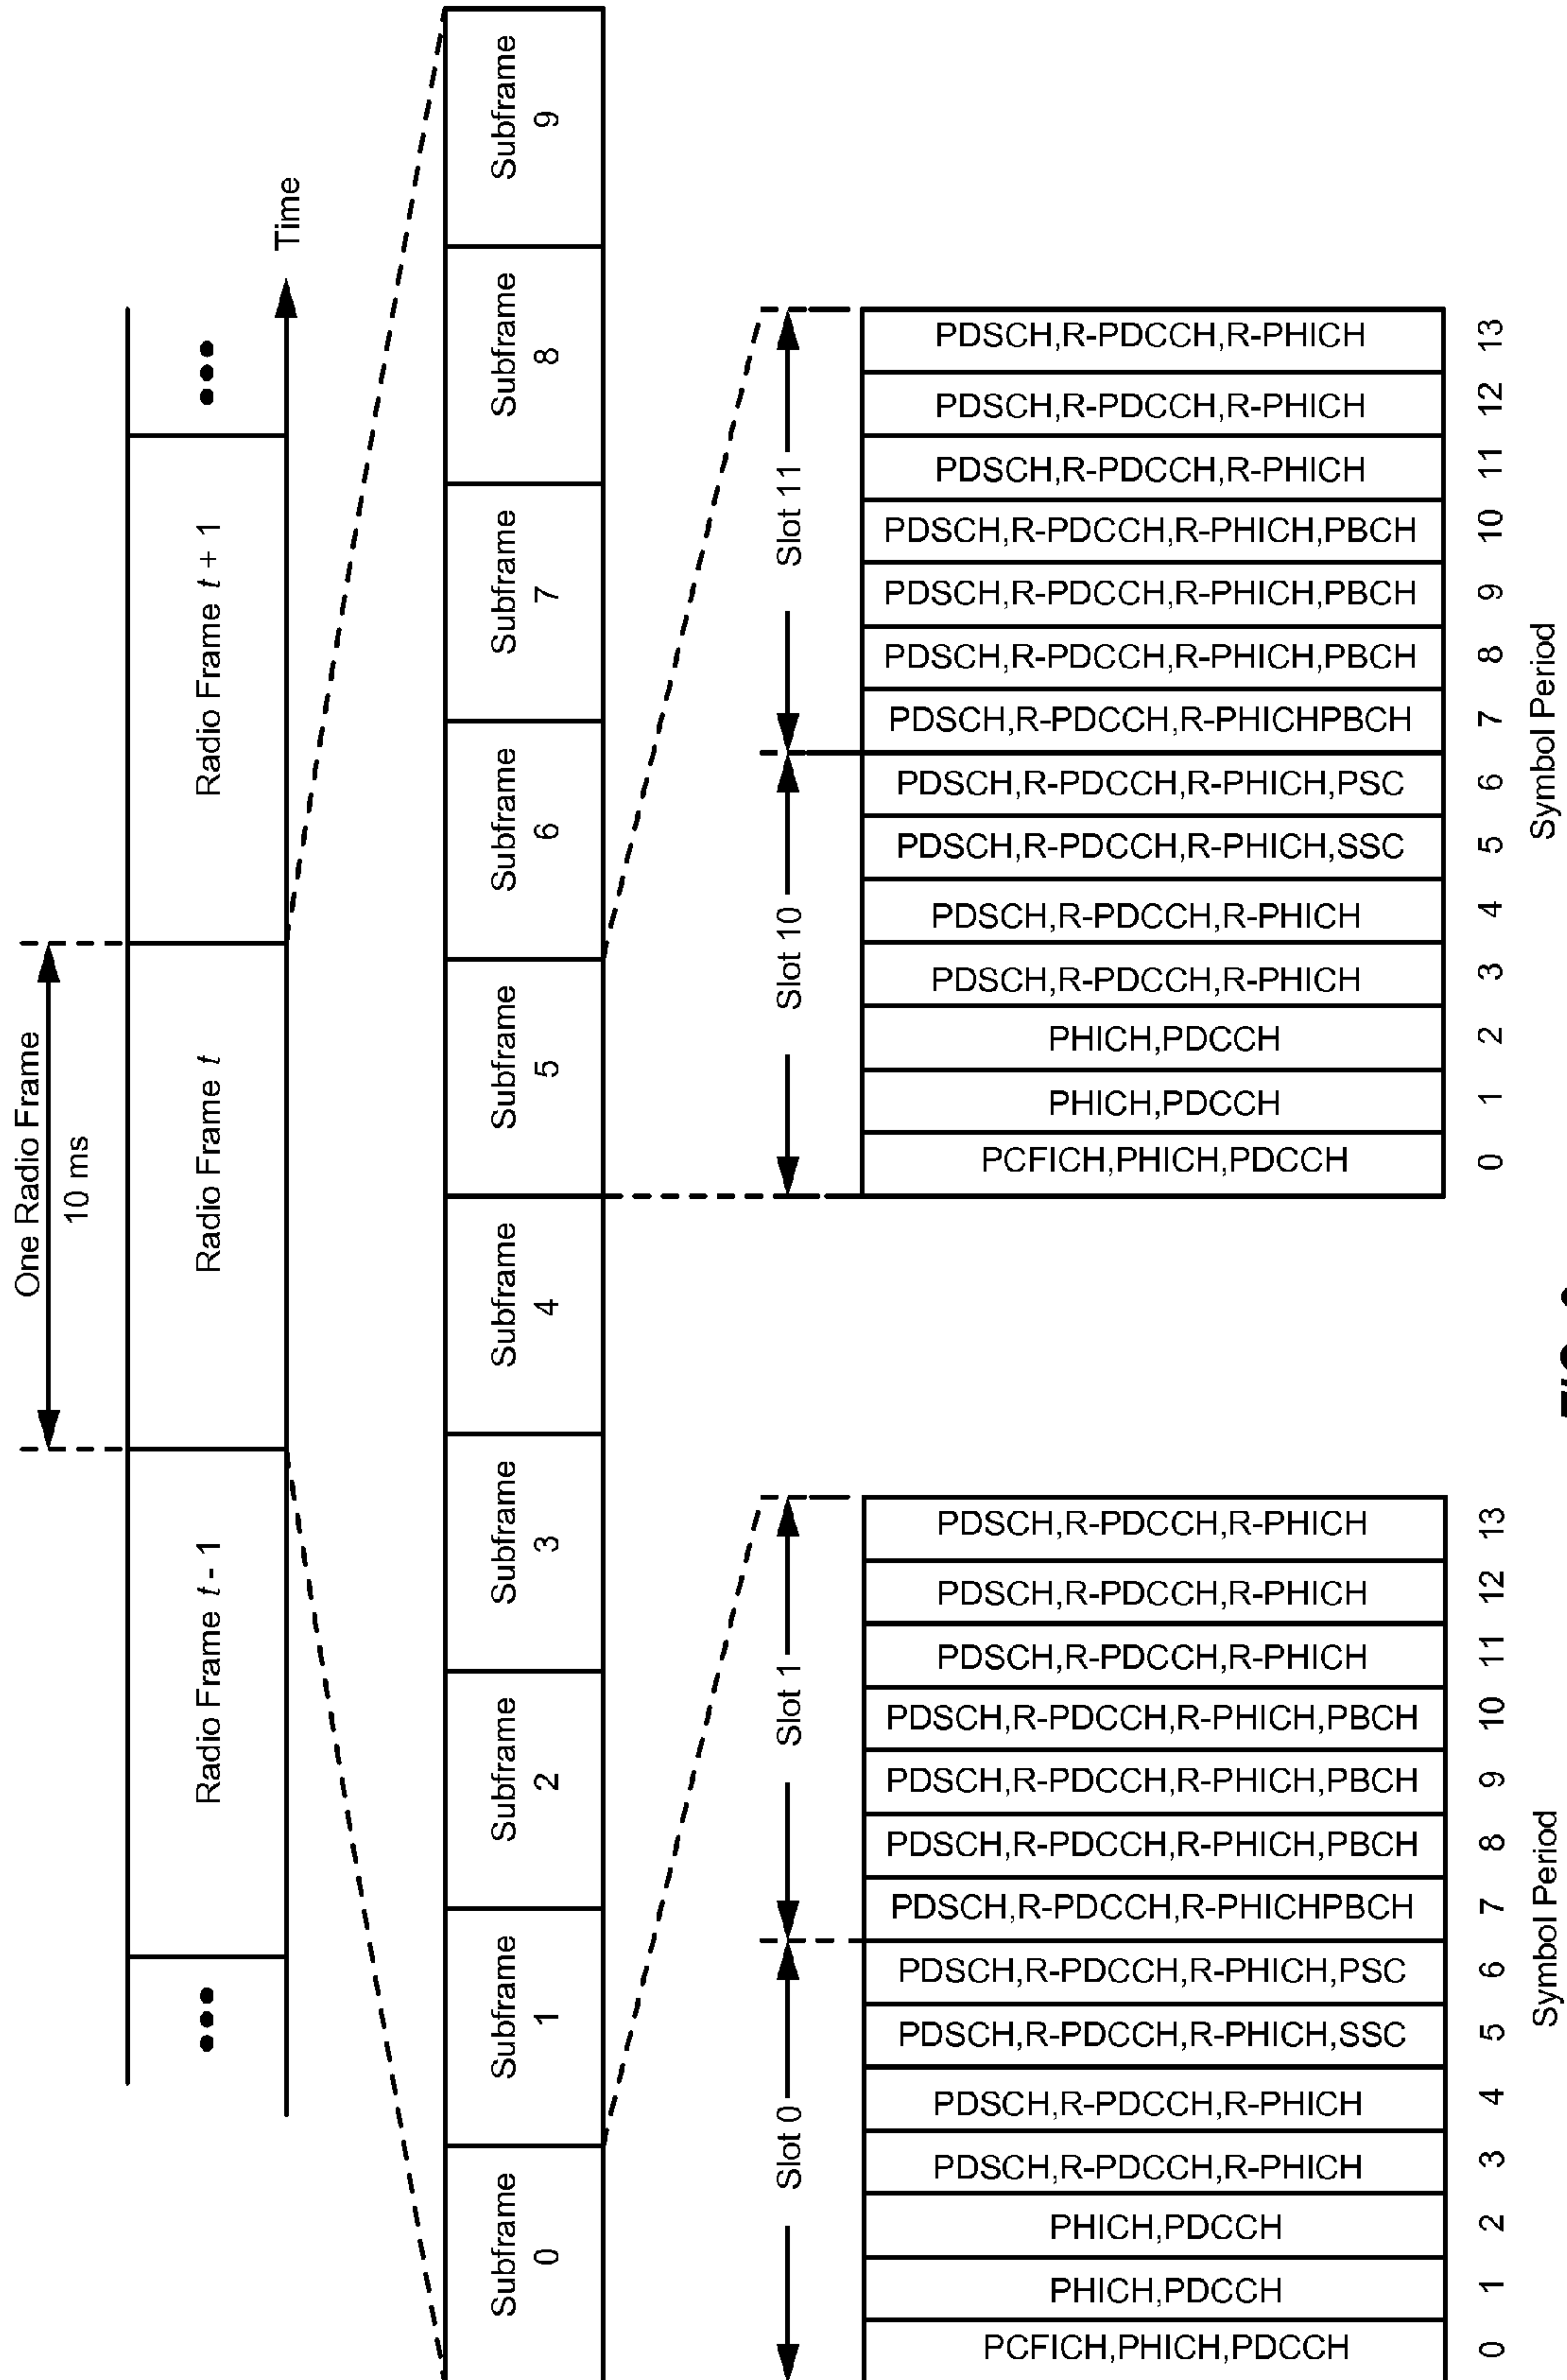 One Radio Frame
10 ms
Radio Frame t - 1
Radio Frame t
Radio Frame t + 1
Time
Subframe
0
Subframe
1
Subframe
2
Subframe
3
Subframe
4
Subframe
5
Subframe
6
Subframe
7
Subframe
8
Subframe
9
Slot 0
Slot 1
PCFICH,PHICH,PDCCH
PHICH,PDCCH
PHICH,PDCCH
PDSCH,R-PDCCH,R-PHICH
PDSCH,R-PDCCH,R-PHICH
PDSCH,R-PDCCH,R-PHICH,SSC
PDSCH,R-PDCCH,R-PHICH,PSC
PDSCH,R-PDCCH,R-PHICHPBCH
PDSCH,R-PDCCH,R-PHICH,PBCH
PDSCH,R-PDCCH,R-PHICH,PBCH
PDSCH,R-PDCCH,R-PHICH,PBCH
PDSCH,R-PDCCH,R-PHICH
PDSCH,R-PDCCH,R-PHICH
PDSCH,R-PDCCH,R-PHICH
0 1 2 3 4 5 6 7 8 9 10 11 12 13
Symbol Period
Slot 10
Slot 11
PCFICH,PHICH,PDCCH
PHICH,PDCCH
PHICH,PDCCH
PDSCH,R-PDCCH,R-PHICH
PDSCH,R-PDCCH,R-PHICH
PDSCH,R-PDCCH,R-PHICH,SSC
PDSCH,R-PDCCH,R-PHICH,PSC
PDSCH,R-PDCCH,R-PHICHPBCH
PDSCH,R-PDCCH,R-PHICH,PBCH
PDSCH,R-PDCCH,R-PHICH,PBCH
PDSCH,R-PDCCH,R-PHICH,PBCH
PDSCH,R-PDCCH,R-PHICH
PDSCH,R-PDCCH,R-PHICH
PDSCH,R-PDCCH,R-PHICH
0 1 2 3 4 5 6 7 8 9 10 11 12 13
Symbol Period